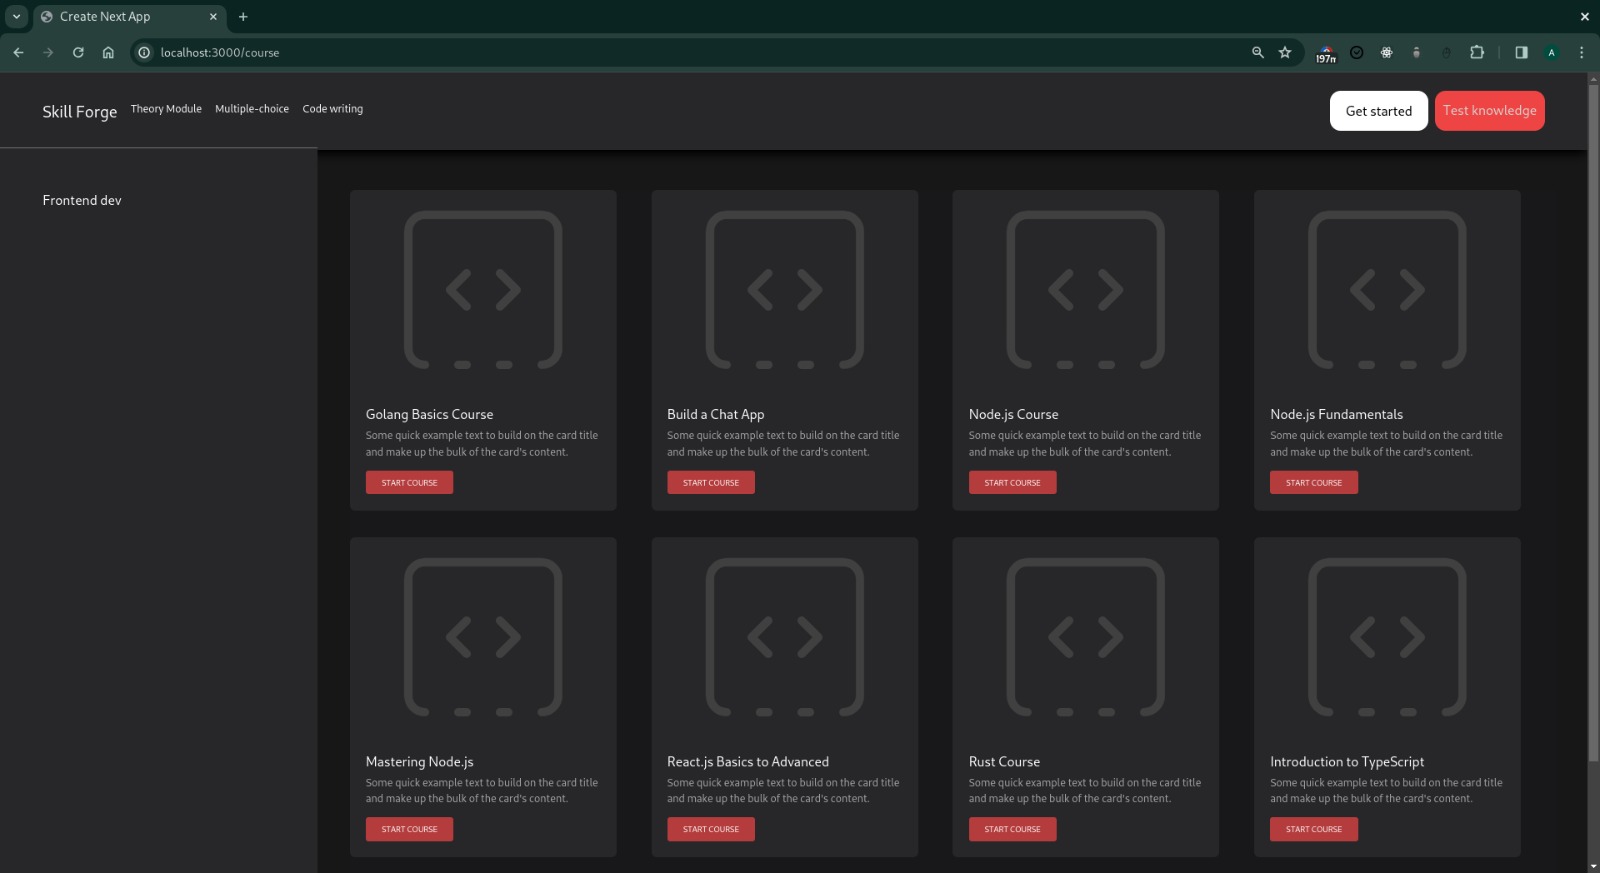 Create Next App
localhost:3000/course
197m
A
Skill Forge
Theory Module
Multiple-choice
Code writing
Get started
Test knowledge
Frontend dev
Golang Basics Course
Some quick example text to build on the card title
and make up the bulk of the card's content.
START COURSE
Build a Chat App
Some quick example text to build on the card title
and make up the bulk of the card's content.
START COURSE
Node.js Course
Some quick example text to build on the card title
and make up the bulk of the card's content.
START COURSE
Node.js Fundamentals
Some quick example text to build on the card title
and make up the bulk of the card's content.
START COURSE
Mastering Node.js
Some quick example text to build on the card title
and make up the bulk of the card's content.
START COURSE
React.js Basics to Advanced
Some quick example text to build on the card title
and make up the bulk of the card's content.
START COURSE
Rust Course
Some quick example text to build on the card title
and make up the bulk of the card's content.
START COURSE
Introduction to TypeScript
Some quick example text to build on the card title
and make up the bulk of the card's content.
START COURSE